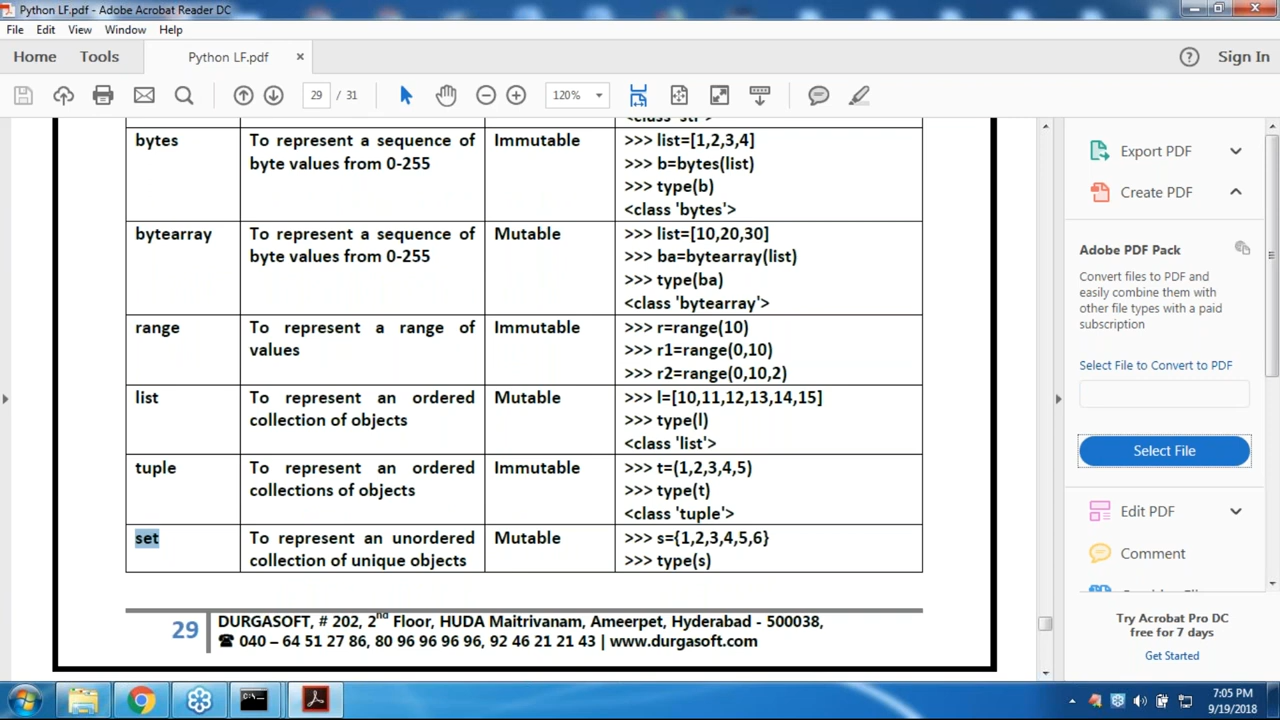 Python LF.pdf - Adobe Acrobat Reader DC
File Edit View Window Help
Home Tools Python LF.pdf × ? Sign In
29 / 31 120%
<class 'str'>
bytes To represent a sequence of Immutable >>> list=[1,2,3,4]
byte values from 0-255 >>> b=bytes(list)
>>> type(b)
<class 'bytes'>
bytearray To represent a sequence of Mutable >>> list=[10,20,30]
byte values from 0-255 >>> ba=bytearray(list)
>>> type(ba)
<class 'bytearray'>
range To represent a range of Immutable >>> r=range(10)
values >>> r1=range(0,10)
>>> r2=range(0,10,2)
list To represent an ordered Mutable >>> l=[10,11,12,13,14,15]
collection of objects >>> type(l)
<class 'list'>
tuple To represent an ordered Immutable >>> t=(1,2,3,4,5)
collections of objects >>> type(t)
<class 'tuple'>
set To represent an unordered Mutable >>> s={1,2,3,4,5,6}
collection of unique objects >>> type(s)
29 DURGASOFT, # 202, 2nd Floor, HUDA Maitrivanam, Ameerpet, Hyderabad - 500038,
☎ 040 – 64 51 27 86, 80 96 96 96 96, 92 46 21 21 43 | www.durgasoft.com
Export PDF
Create PDF
Adobe PDF Pack
Convert files to PDF and
easily combine them with
other file types with a paid
subscription
Select File to Convert to PDF
Select File
Edit PDF
Comment
Try Acrobat Pro DC
free for 7 days
Get Started
7:05 PM
9/19/2018